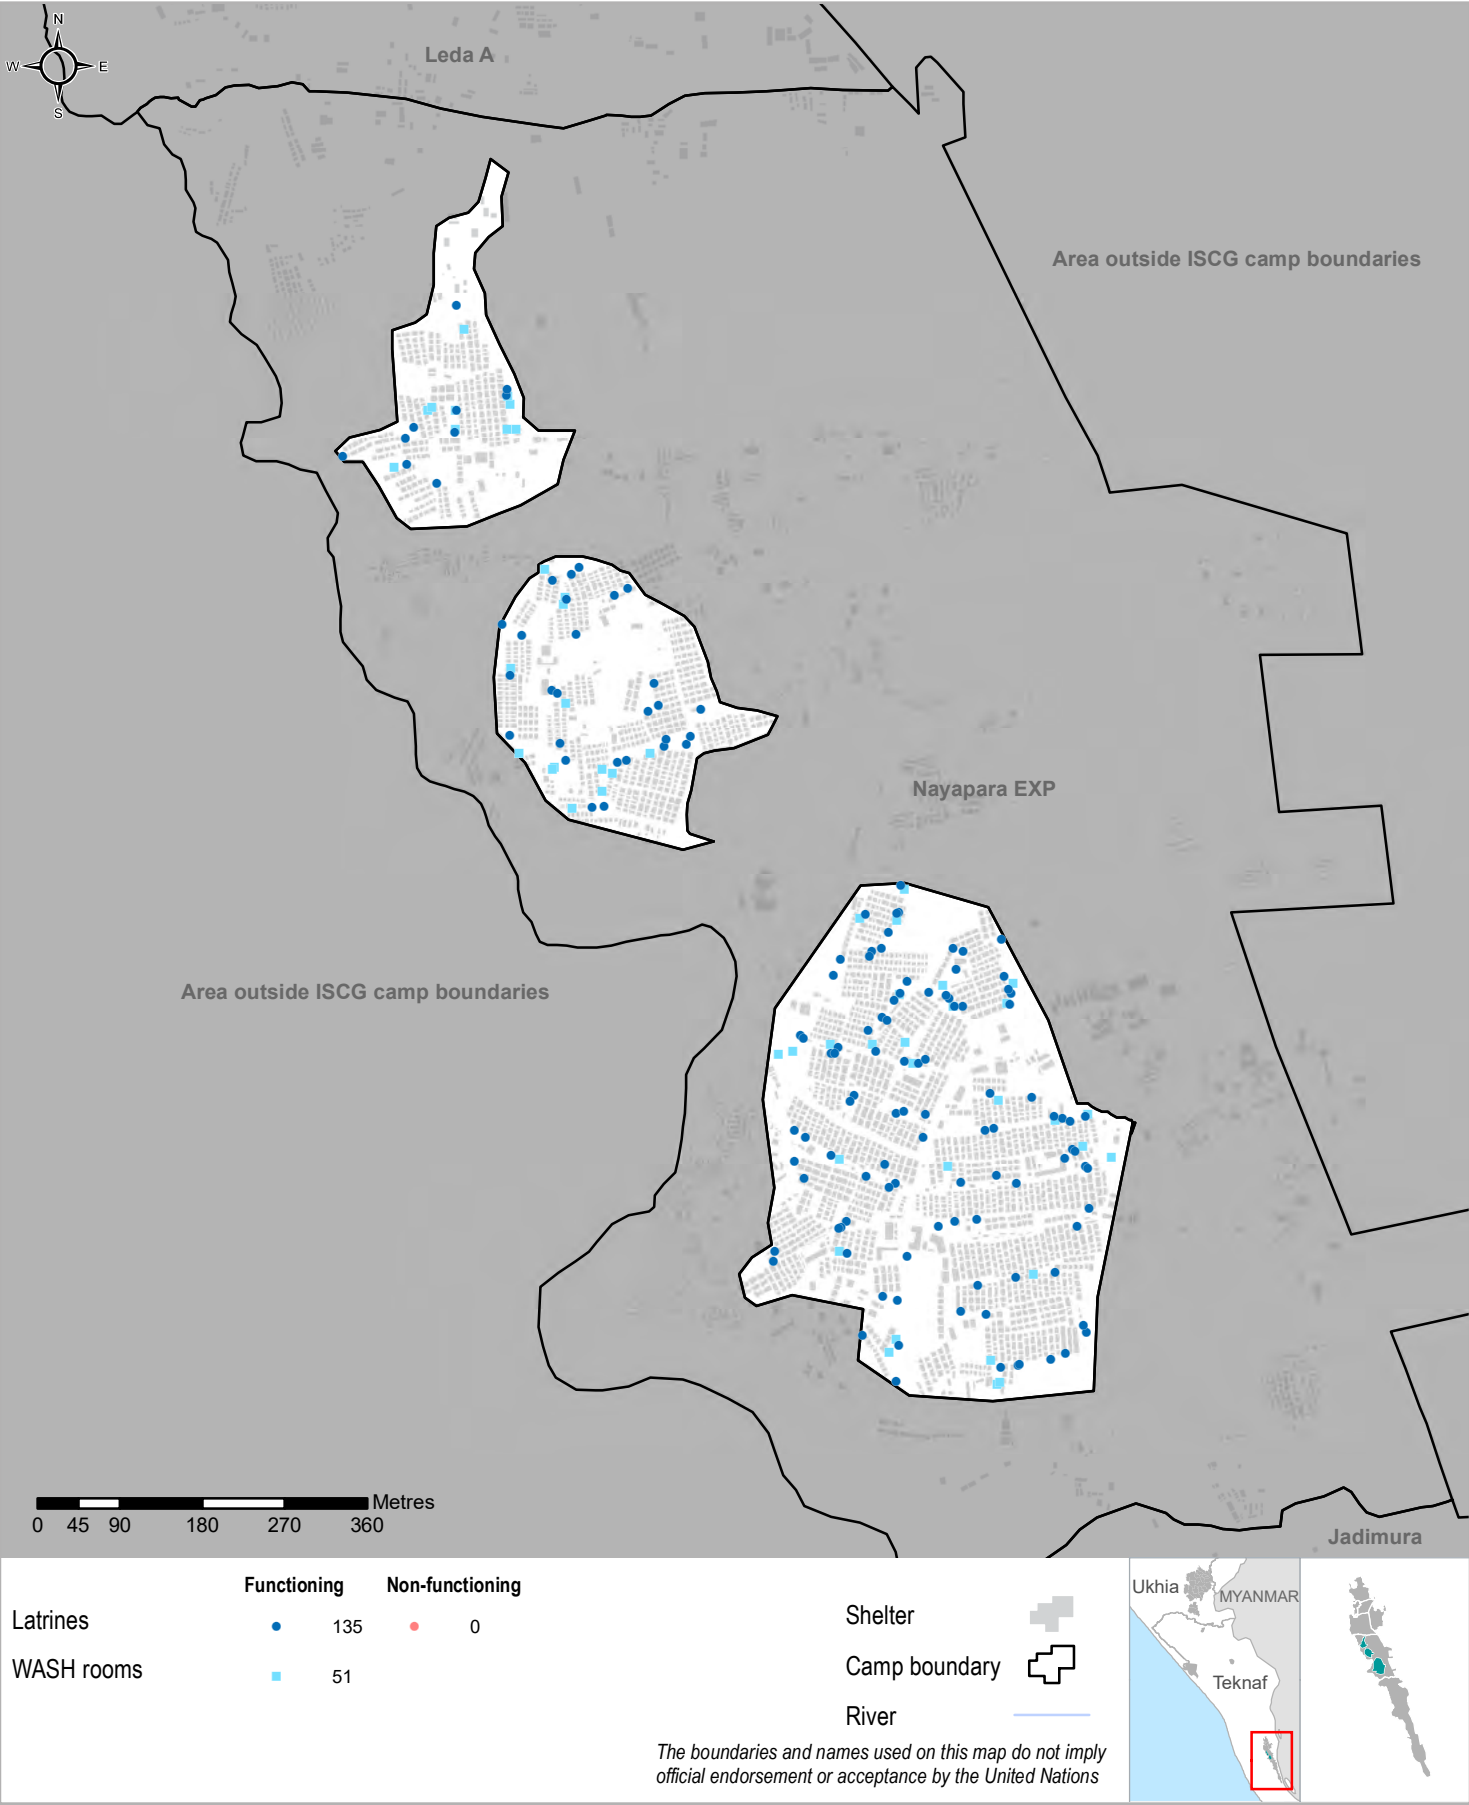 N
W E
S
Leda A
Area outside ISCG camp boundaries
Nayapara EXP
Area outside ISCG camp boundaries
Metres
0 45 90 180 270 360
Jadimura
Functioning Non-functioning
Latrines 135 0
WASH rooms 51
Shelter
Camp boundary
River
The boundaries and names used on this map do not imply
official endorsement or acceptance by the United Nations
Ukhia
MYANMAR
Teknaf